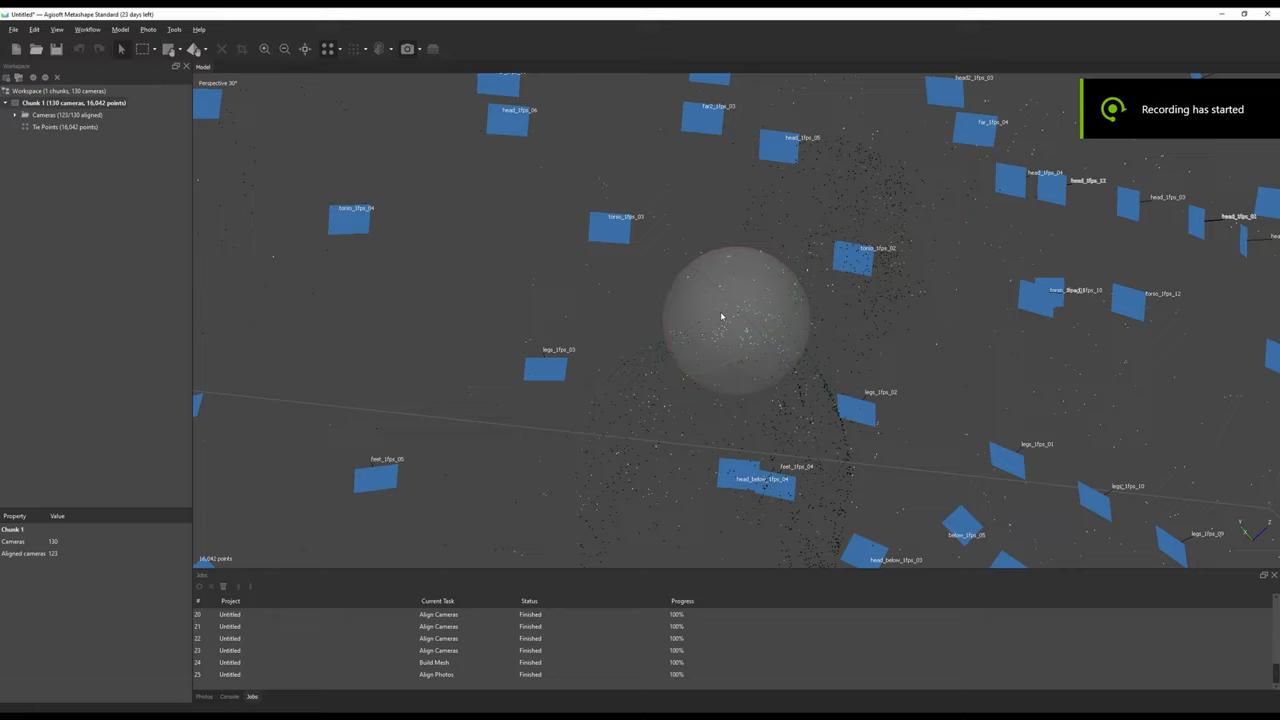 Untitled* — Agisoft Metashape Standard (23 days left)
File Edit View Workflow Model Photo Tools Help
Workspace
Workspace (1 chunks, 130 cameras)
Chunk 1 (130 cameras, 16,042 points)
Cameras (123/130 aligned)
Tie Points (16,042 points)
Property Value
Chunk 1
Cameras 130
Aligned cameras 123
Model
Perspective 30°
Recording has started
head2_1fps_03
head_1fps_06
far2_1fps_03
far_1fps_04
head_1fps_05
head_1fps_04
head_1fps_03
torso_1fps_04
torso_1fps_03
torso_1fps_02
torso_1fps_12
legs_1fps_03
legs_1fps_02
legs_1fps_01
feet_1fps_05
feet_1fps_04
head_below_1fps_04
legs_1fps_10
below_1fps_05
legs_1fps_09
head_below_1fps_03
16,042 points
Y X Z
Jobs
# Project Current Task Status Progress
20 Untitled Align Cameras Finished 100%
21 Untitled Align Cameras Finished 100%
22 Untitled Align Cameras Finished 100%
23 Untitled Align Cameras Finished 100%
24 Untitled Build Mesh Finished 100%
25 Untitled Align Photos Finished 100%
Photos Console Jobs